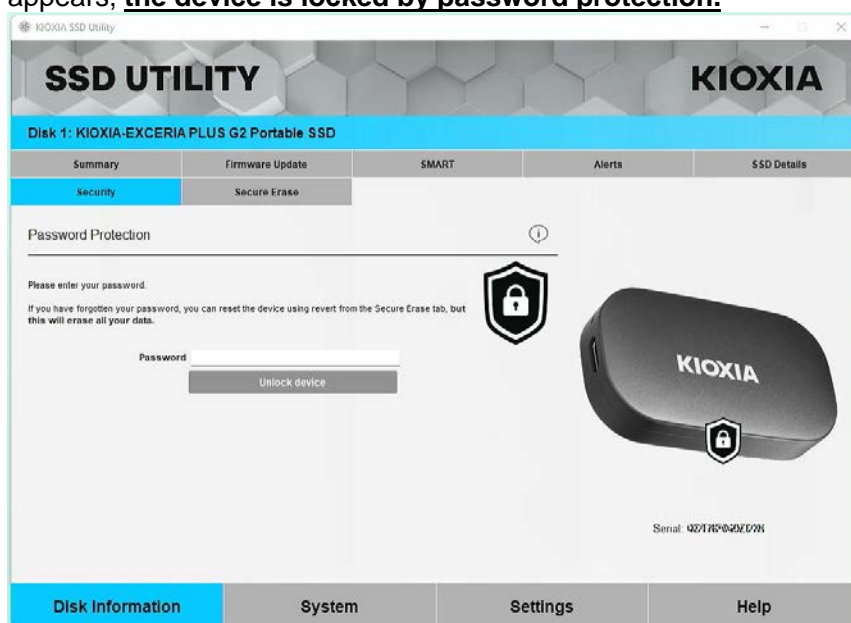 appears, the device is locked by password protection.
KIOXIA SSD Utility
SSD UTILITY
KIOXIA
Disk 1: KIOXIA-EXCERIA PLUS G2 Portable SSD
Summary Firmware Update SMART Alerts SSD Details
Security Secure Erase
Password Protection
Please enter your password.
If you have forgotten your password, you can reset the device using revert from the Secure Erase tab, but
this will erase all your data.
Password
Unlock device
KIOXIA
Serial:
Disk Information System Settings Help